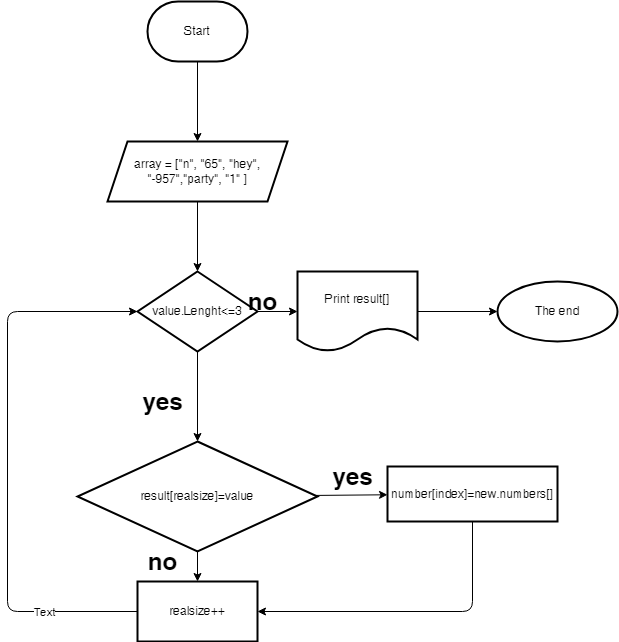 Start
array = ["n", "65", "hey",
"-957","party", "1" ]
value.Lenght<=3
no
Print result[]
The end
yes
result[realsize]=value
yes
number[index]=new.numbers[]
no
realsize++
Text